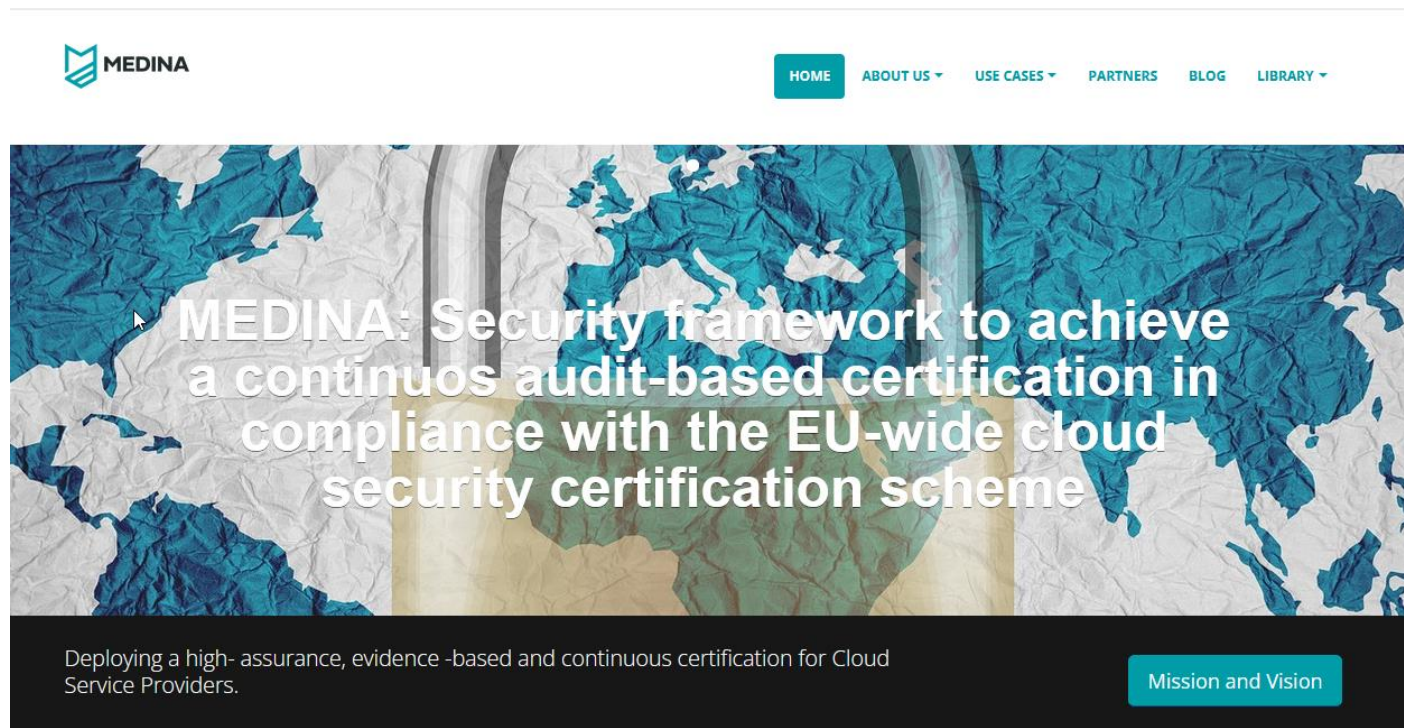 MEDINA
HOME ABOUT US USE CASES PARTNERS BLOG LIBRARY
MEDINA: Security framework to achieve
a continuos audit-based certification in
compliance with the EU-wide cloud
security certification scheme
Deploying a high- assurance, evidence -based and continuous certification for Cloud
Service Providers.
Mission and Vision